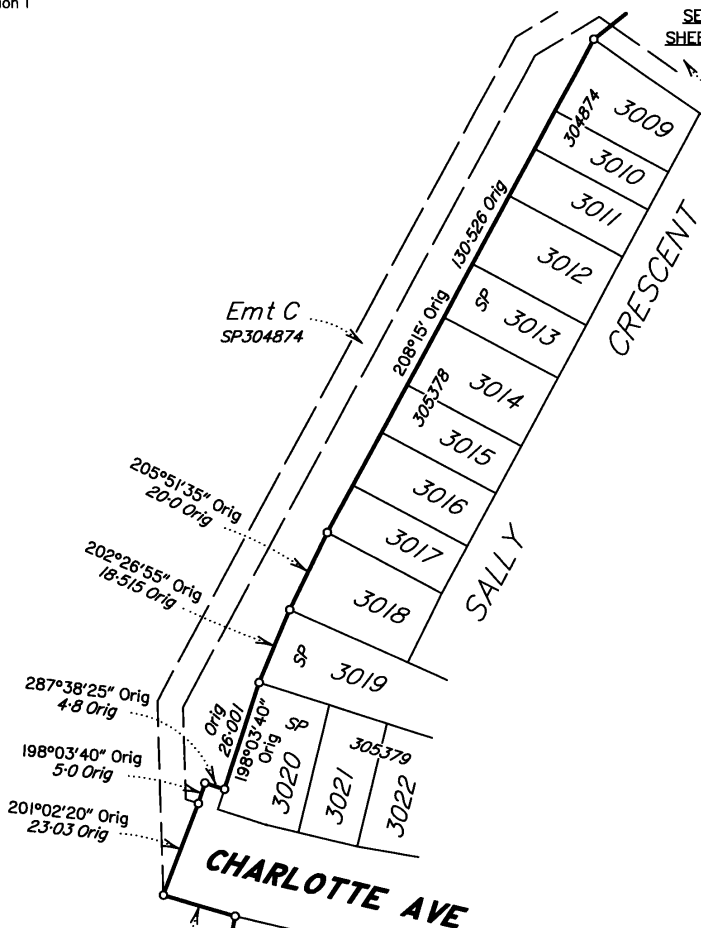 SE
SHEE
A
3009
304874
3010
3011
CRESCENT
130·526 Orig
3012
Emt C
SP304874
SP
3013
208°15' Orig
3014
305378
3015
3016
205°51'35" Orig
20·0 Orig
3017
SALLY
202°26'55" Orig
18·515 Orig
3018
SP
3019
287°38'25" Orig
4·8 Orig
Orig
26·001
198°03'40"
Orig
SP
305379
3020
3021
3022
198°03'40" Orig
5·0 Orig
201°02'20" Orig
23·03 Orig
CHARLOTTE AVE